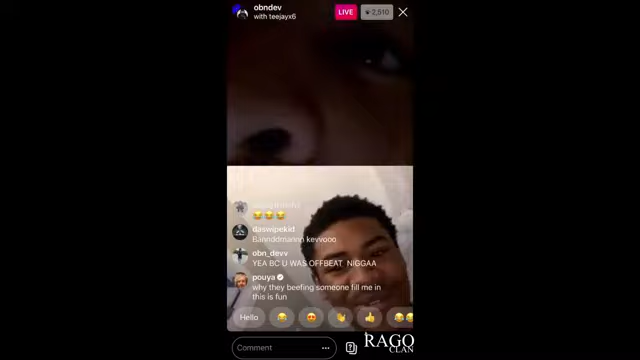 obndev
with teejayx6
LIVE
2,510
😂😂😂
daswipekid
Bannddmannn kevvooo
obn_devv
YEA BC U WAS OFFBEAT NIGGAA
pouya
why they beefing someone fill me in
this is fun
Hello
Comment
RAGO
CLAN